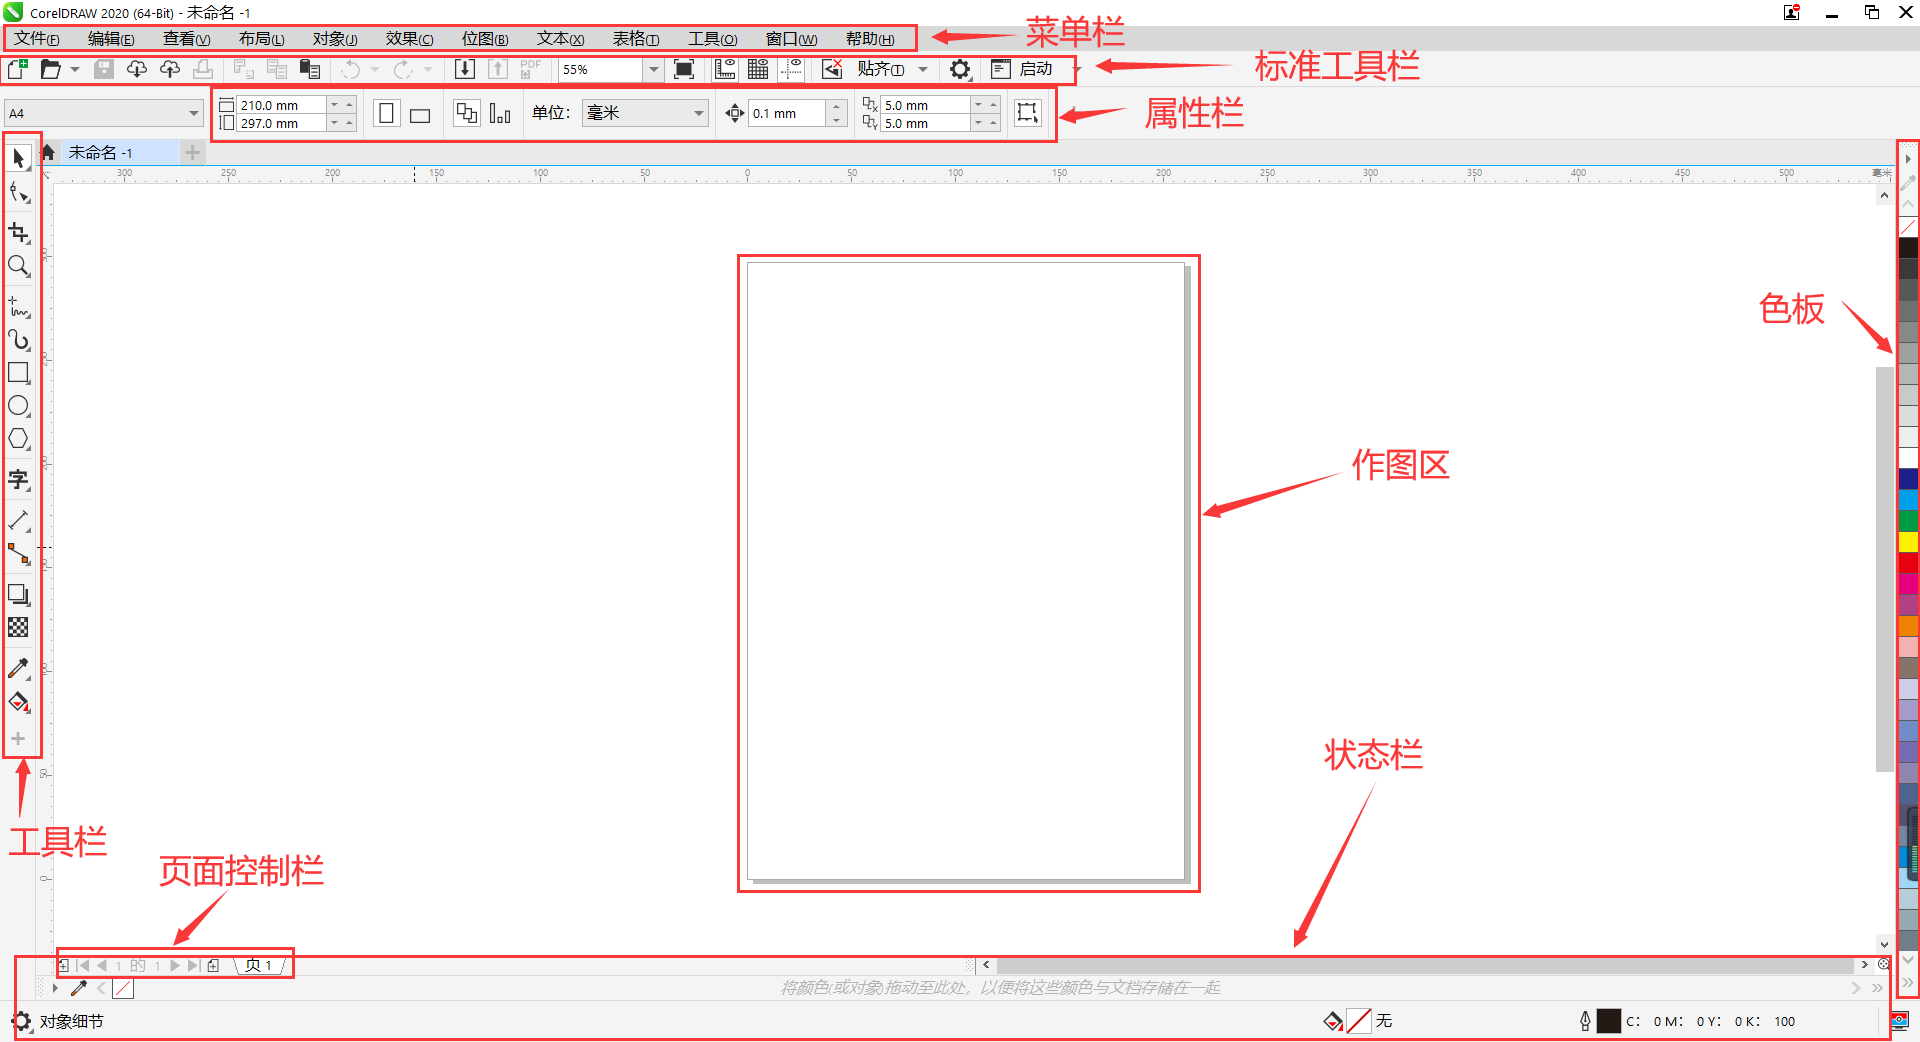 CorelDRAW 2020 (64-Bit) - 未命名 -1
文件(F) 编辑(E) 查看(V) 布局(L) 对象(J) 效果(C) 位图(B) 文本(X) 表格(T) 工具(O) 窗口(W) 帮助(H)
菜单栏
PDF 55% 贴齐(T) 启动
标准工具栏
A4 210.0 mm 297.0 mm 单位: 毫米 0.1 mm 5.0 mm 5.0 mm
属性栏
未命名 -1
300 250 200 150 100 50 0 50 100 150 200 250 300 350 400 450 500 毫米
字
色板
作图区
状态栏
工具栏
页面控制栏
50
0
1 的 1 页 1
将颜色(或对象)拖动至此处，以便将这些颜色与文档存储在一起
对象细节 无 C: 0 M: 0 Y: 0 K: 100